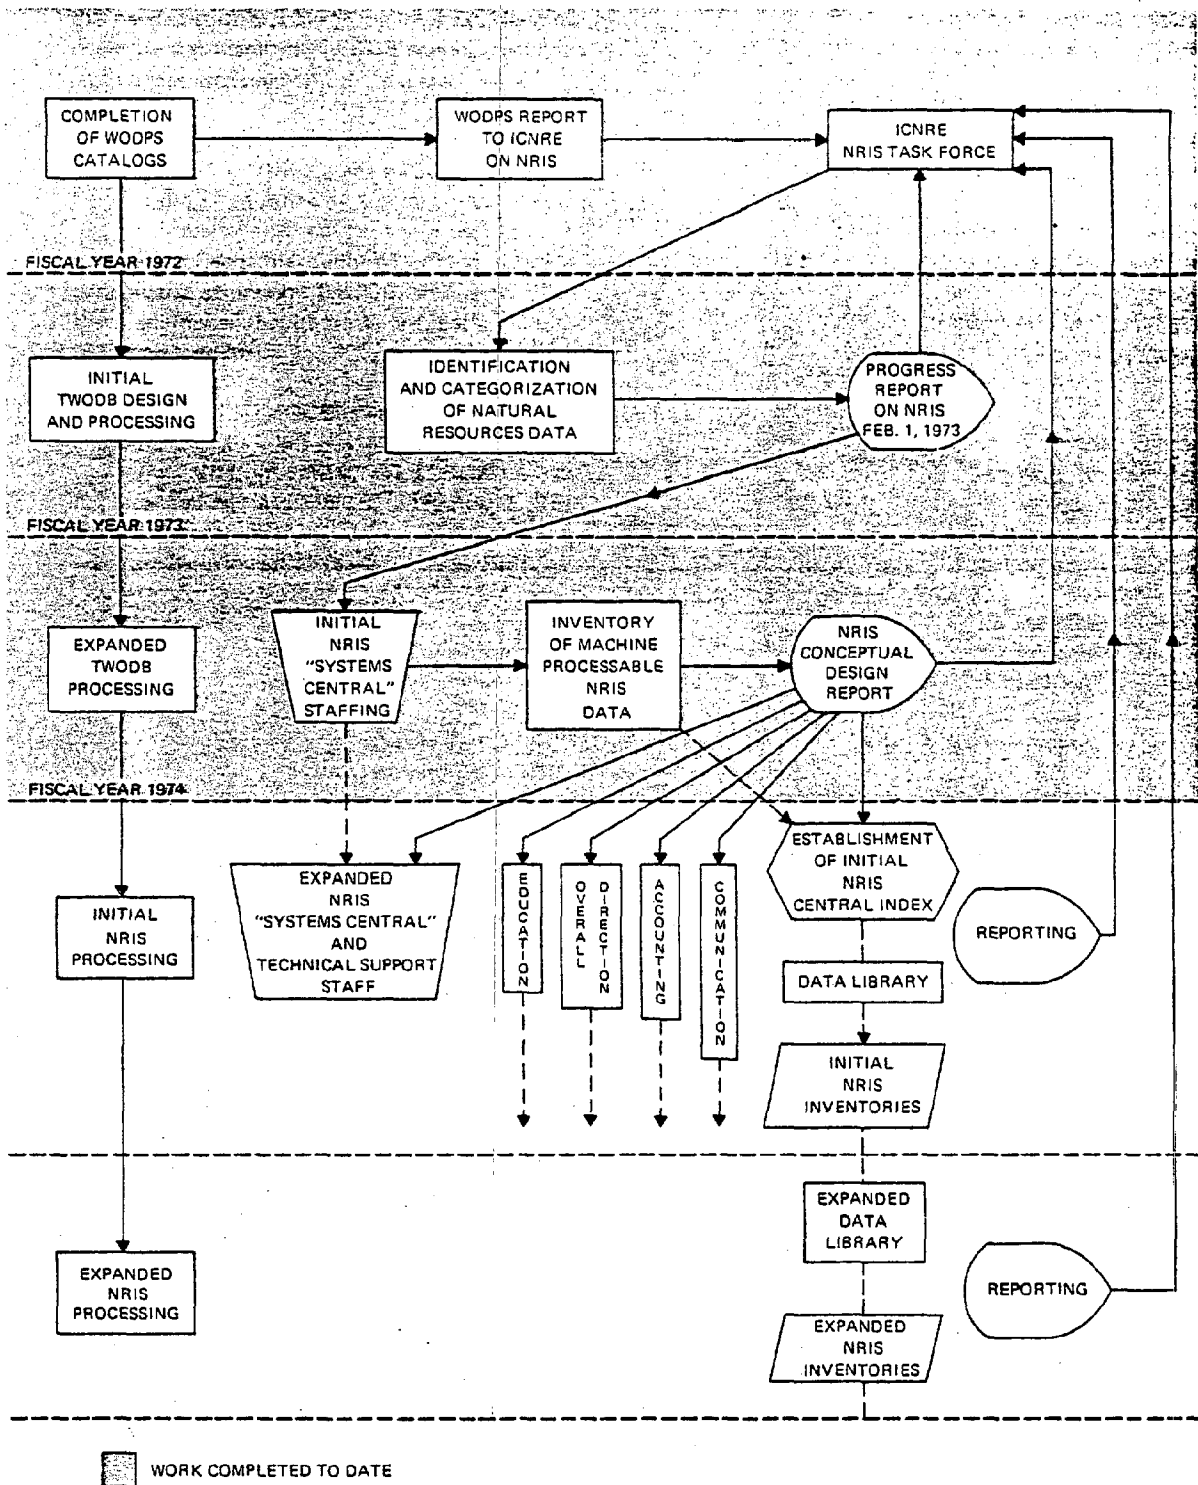 COMPLETION
OF WODPS
CATALOGS
WODPS REPORT
TO ICNRE
ON NRIS
ICNRE
NRIS TASK FORCE
FISCAL YEAR 1972
INITIAL
TWODB DESIGN
AND PROCESSING
IDENTIFICATION
AND CATEGORIZATION
OF NATURAL
RESOURCES DATA
PROGRESS
REPORT
ON NRIS
FEB. 1, 1973
FISCAL YEAR 1973
EXPANDED
TWODB
PROCESSING
INITIAL
NRIS
"SYSTEMS
CENTRAL"
STAFFING
INVENTORY
OF MACHINE
PROCESSABLE
NRIS
DATA
NRIS
CONCEPTUAL
DESIGN
REPORT
FISCAL YEAR 1974
INITIAL
NRIS
PROCESSING
EXPANDED
NRIS
"SYSTEMS CENTRAL"
AND
TECHNICAL SUPPORT
STAFF
EDUCATION
OVERALL
DIRECTION
ACCOUNTING
COMMUNICATION
ESTABLISHMENT
OF INITIAL
NRIS
CENTRAL INDEX
REPORTING
DATA LIBRARY
INITIAL
NRIS
INVENTORIES
EXPANDED
NRIS
PROCESSING
EXPANDED
DATA
LIBRARY
REPORTING
EXPANDED
NRIS
INVENTORIES
WORK COMPLETED TO DATE